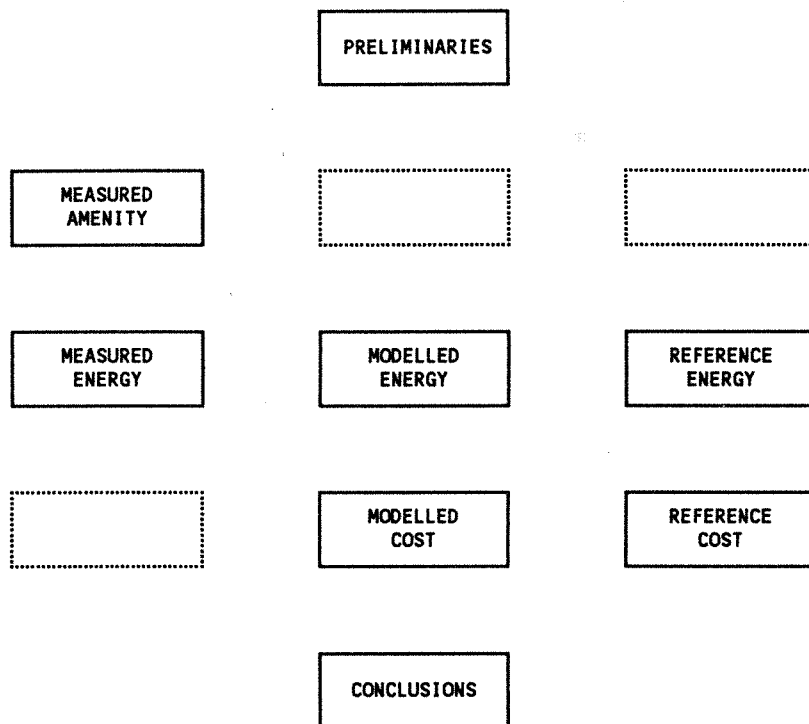 PRELIMINARIES
MEASURED
AMENITY
MEASURED
ENERGY
MODELLED
ENERGY
REFERENCE
ENERGY
MODELLED
COST
REFERENCE
COST
CONCLUSIONS